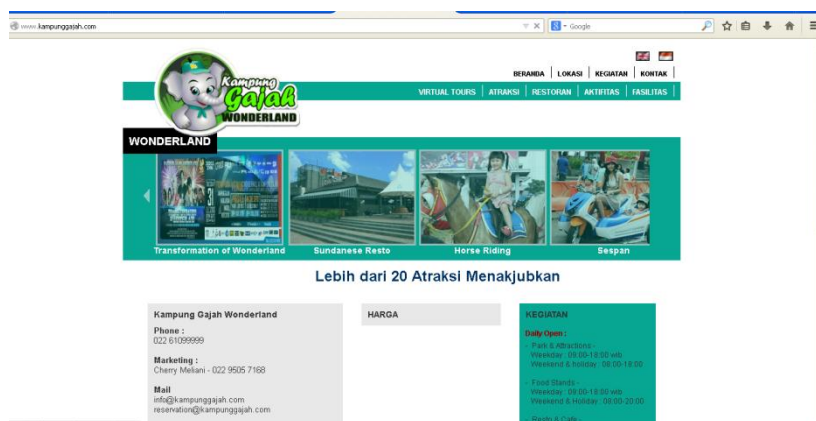 www.kampunggajah.com
Google
Kampung
Gajah
WONDERLAND
BERANDA | LOKASI | KEGIATAN | KONTAK
VIRTUAL TOURS | ATRAKSI | RESTORAN | AKTIFITAS | FASILITAS
WONDERLAND
Transformation of Wonderland
Sundanese Resto
Horse Riding
Sespan
Lebih dari 20 Atraksi Menakjubkan
Kampung Gajah Wonderland
Phone :
022 61099999
Marketing :
Cherry Meliani - 022 9505 7168
Mail
info@kampunggajah.com
reservation@kampunggajah.com
HARGA
KEGIATAN
Daily Open :
- Park & Attractions -
Weekday : 09:00-18:00 wib
Weekend & holiday : 08:00-18:00
- Food Stands -
Weekday : 09:00-18:00 wib
Weekend & Holiday : 08:00-20:00
- Resto & Cafe -